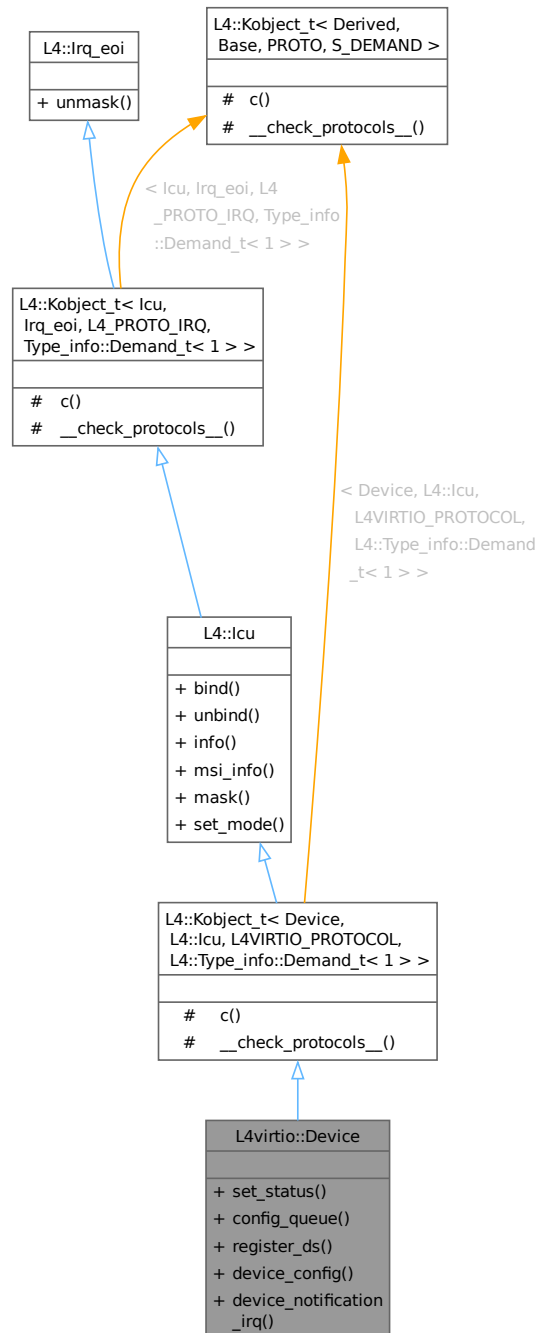 L4::Irq_eoi
+ unmask()
L4::Kobject_t< Derived,
Base, PROTO, S_DEMAND >
# c()
# __check_protocols__()
< Icu, Irq_eoi, L4
_PROTO_IRQ, Type_info
::Demand_t< 1 > >
L4::Kobject_t< Icu,
Irq_eoi, L4_PROTO_IRQ,
Type_info::Demand_t< 1 > >
# c()
# __check_protocols__()
< Device, L4::Icu,
L4VIRTIO_PROTOCOL,
L4::Type_info::Demand
_t< 1 > >
L4::Icu
+ bind()
+ unbind()
+ info()
+ msi_info()
+ mask()
+ set_mode()
L4::Kobject_t< Device,
L4::Icu, L4VIRTIO_PROTOCOL,
L4::Type_info::Demand_t< 1 > >
# c()
# __check_protocols__()
L4virtio::Device
+ set_status()
+ config_queue()
+ register_ds()
+ device_config()
+ device_notification
_irq()